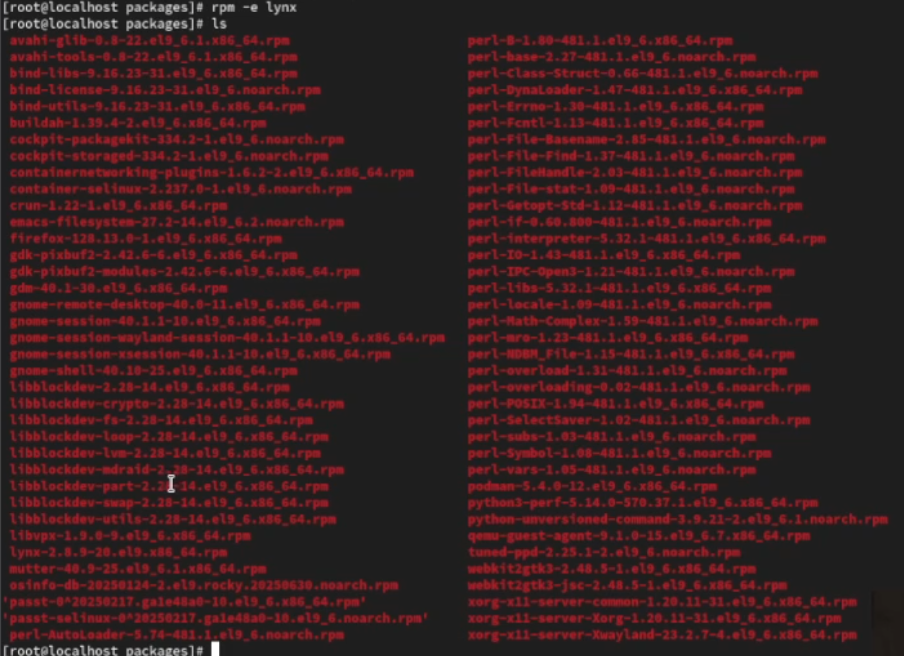 [root@localhost packages]# rpm -e lynx
[root@localhost packages]# ls
avahi-glib-0.8-22.el9_6.1.x86_64.rpm
avahi-tools-0.8-22.el9_6.1.x86_64.rpm
bind-libs-9.16.23-31.el9_6.x86_64.rpm
bind-license-9.16.23-31.el9_6.noarch.rpm
bind-utils-9.16.23-31.el9_6.x86_64.rpm
buildah-1.39.4-2.el9_6.x86_64.rpm
cockpit-packagekit-334.2-1.el9_6.noarch.rpm
cockpit-storaged-334.2-1.el9_6.noarch.rpm
containernetworking-plugins-1.6.2-2.el9_6.x86_64.rpm
container-selinux-2.237.0-1.el9_6.noarch.rpm
crun-1.22-1.el9_6.x86_64.rpm
emacs-filesystem-27.2-14.el9_6.2.noarch.rpm
firefox-128.13.0-1.el9_6.x86_64.rpm
gdk-pixbuf2-2.42.6-6.el9_6.x86_64.rpm
gdk-pixbuf2-modules-2.42.6-6.el9_6.x86_64.rpm
gdm-40.1-30.el9_6.x86_64.rpm
gnome-remote-desktop-40.0-11.el9_6.x86_64.rpm
gnome-session-40.1.1-10.el9_6.x86_64.rpm
gnome-session-wayland-session-40.1.1-10.el9_6.x86_64.rpm
gnome-session-xsession-40.1.1-10.el9_6.x86_64.rpm
gnome-shell-40.10-25.el9_6.x86_64.rpm
libblockdev-2.28-14.el9_6.x86_64.rpm
libblockdev-crypto-2.28-14.el9_6.x86_64.rpm
libblockdev-fs-2.28-14.el9_6.x86_64.rpm
libblockdev-loop-2.28-14.el9_6.x86_64.rpm
libblockdev-lvm-2.28-14.el9_6.x86_64.rpm
libblockdev-mdraid-2.28-14.el9_6.x86_64.rpm
libblockdev-part-2.28-14.el9_6.x86_64.rpm
libblockdev-swap-2.28-14.el9_6.x86_64.rpm
libblockdev-utils-2.28-14.el9_6.x86_64.rpm
libvpx-1.9.0-9.el9_6.x86_64.rpm
lynx-2.8.9-20.el9.x86_64.rpm
mutter-40.9-25.el9_6.1.x86_64.rpm
osinfo-db-20250124-2.el9.rocky.20250630.noarch.rpm
'passt-0^20250217.ga1e48a0-10.el9_6.x86_64.rpm'
'passt-selinux-0^20250217.ga1e48a0-10.el9_6.noarch.rpm'
perl-AutoLoader-5.74-481.1.el9_6.noarch.rpm
perl-B-1.80-481.1.el9_6.x86_64.rpm
perl-base-2.27-481.1.el9_6.noarch.rpm
perl-Class-Struct-0.66-481.1.el9_6.noarch.rpm
perl-DynaLoader-1.47-481.1.el9_6.x86_64.rpm
perl-Errno-1.30-481.1.el9_6.x86_64.rpm
perl-Fcntl-1.13-481.1.el9_6.x86_64.rpm
perl-File-Basename-2.85-481.1.el9_6.noarch.rpm
perl-File-Find-1.37-481.1.el9_6.noarch.rpm
perl-FileHandle-2.03-481.1.el9_6.noarch.rpm
perl-File-stat-1.09-481.1.el9_6.noarch.rpm
perl-Getopt-Std-1.12-481.1.el9_6.noarch.rpm
perl-if-0.60.800-481.1.el9_6.noarch.rpm
perl-interpreter-5.32.1-481.1.el9_6.x86_64.rpm
perl-IO-1.43-481.1.el9_6.x86_64.rpm
perl-IPC-Open3-1.21-481.1.el9_6.noarch.rpm
perl-libs-5.32.1-481.1.el9_6.x86_64.rpm
perl-locale-1.09-481.1.el9_6.noarch.rpm
perl-Math-Complex-1.59-481.1.el9_6.noarch.rpm
perl-mro-1.23-481.1.el9_6.x86_64.rpm
perl-NDBM_File-1.15-481.1.el9_6.x86_64.rpm
perl-overload-1.31-481.1.el9_6.noarch.rpm
perl-overloading-0.02-481.1.el9_6.noarch.rpm
perl-POSIX-1.94-481.1.el9_6.x86_64.rpm
perl-SelectSaver-1.02-481.1.el9_6.noarch.rpm
perl-subs-1.03-481.1.el9_6.noarch.rpm
perl-Symbol-1.08-481.1.el9_6.noarch.rpm
perl-vars-1.05-481.1.el9_6.noarch.rpm
podman-5.4.0-12.el9_6.x86_64.rpm
python3-perf-5.14.0-570.37.1.el9_6.x86_64.rpm
python-unversioned-command-3.9.21-2.el9_6.1.noarch.rpm
qemu-guest-agent-9.1.0-15.el9_6.7.x86_64.rpm
tuned-ppd-2.25.1-2.el9_6.noarch.rpm
webkit2gtk3-2.48.5-1.el9_6.x86_64.rpm
webkit2gtk3-jsc-2.48.5-1.el9_6.x86_64.rpm
xorg-x11-server-common-1.20.11-31.el9_6.x86_64.rpm
xorg-x11-server-Xorg-1.20.11-31.el9_6.x86_64.rpm
xorg-x11-server-Xwayland-23.2.7-4.el9_6.x86_64.rpm
[root@localhost packages]#